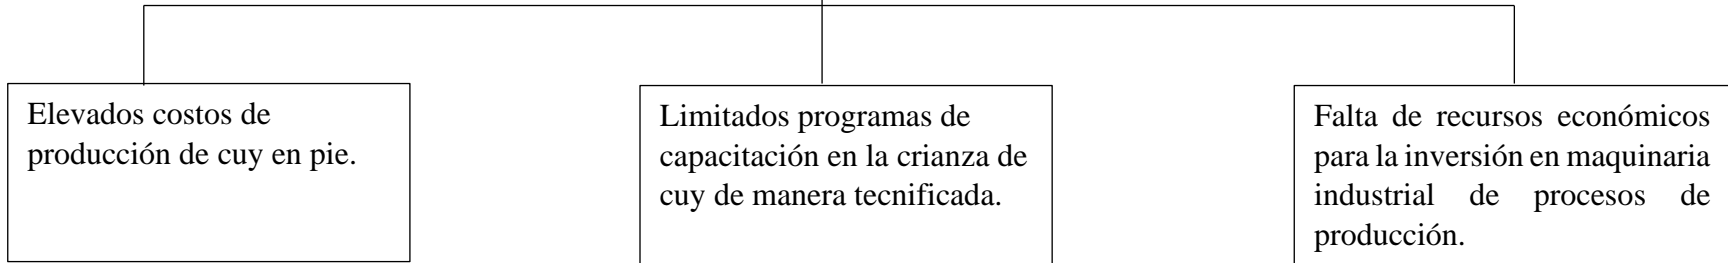 Elevados costos de
producción de cuy en pie.
Limitados programas de
capacitación en la crianza de
cuy de manera tecnificada.
Falta de recursos económicos
para la inversión en maquinaria
industrial de procesos de
producción.